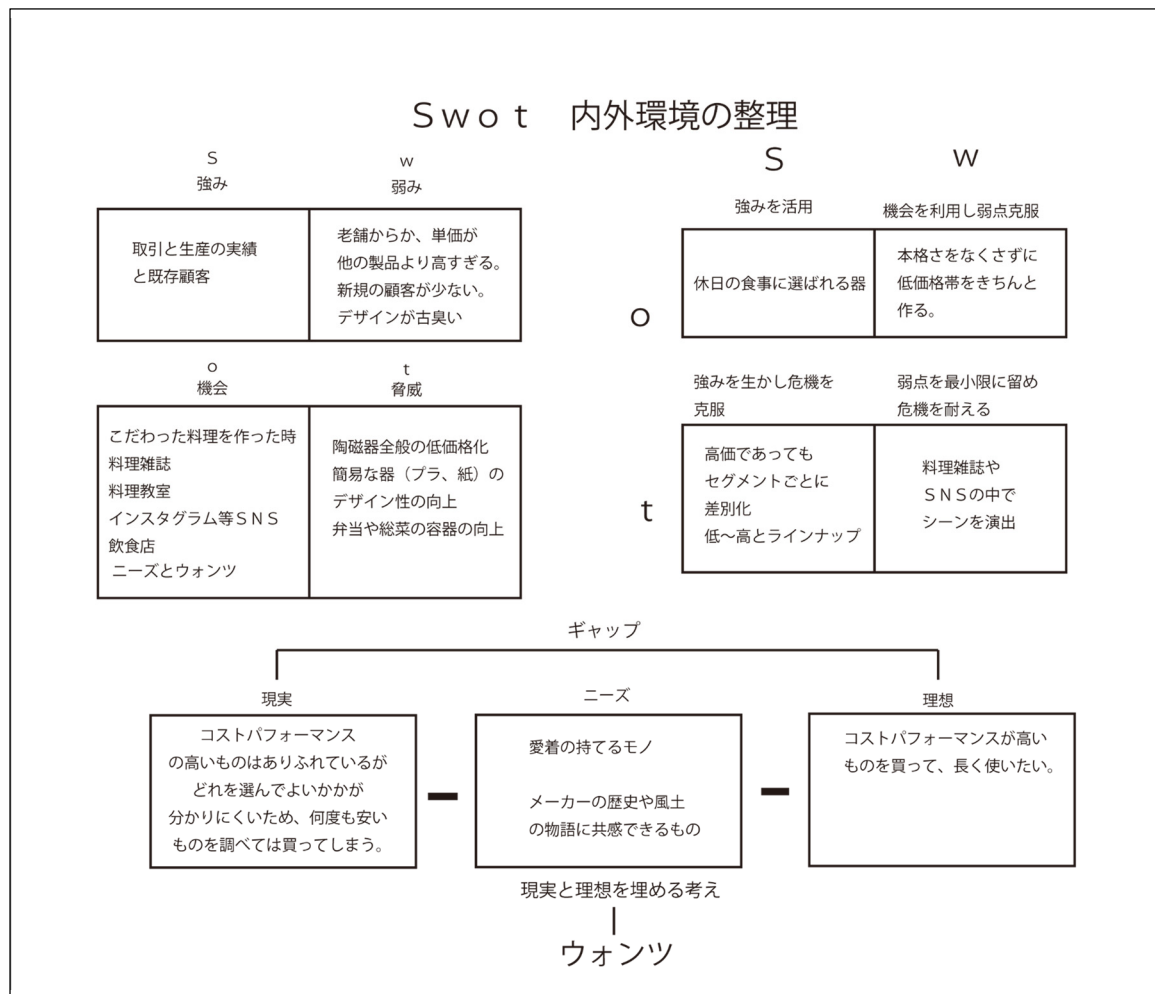 Ｓｗｏｔ　内外環境の整理
S
強み
w
弱み
取引と生産の実績
と既存顧客
老舗からか、単価が
他の製品より高すぎる。
新規の顧客が少ない。
デザインが古臭い
o
機会
t
脅威
こだわった料理を作った時
料理雑誌
料理教室
インスタグラム等ＳＮＳ
飲食店
ニーズとウォンツ
陶磁器全般の低価格化
簡易な器（プラ、紙）の
デザイン性の向上
弁当や総菜の容器の向上
S
w
強みを活用
機会を利用し弱点克服
o
休日の食事に選ばれる器
本格さをなくさずに
低価格帯をきちんと
作る。
強みを生かし危機を
克服
弱点を最小限に留め
危機を耐える
t
高価であっても
セグメントごとに
差別化
低～高とラインナップ
料理雑誌や
ＳＮＳの中で
シーンを演出
ギャップ
現実
ニーズ
理想
コストパフォーマンス
の高いものはありふれているが
どれを選んでよいかかが
分かりにくいため、何度も安い
ものを調べては買ってしまう。
愛着の持てるモノ
メーカーの歴史や風土
の物語に共感できるもの
コストパフォーマンスが高い
ものを買って、長く使いたい。
現実と理想を埋める考え
ウォンツ